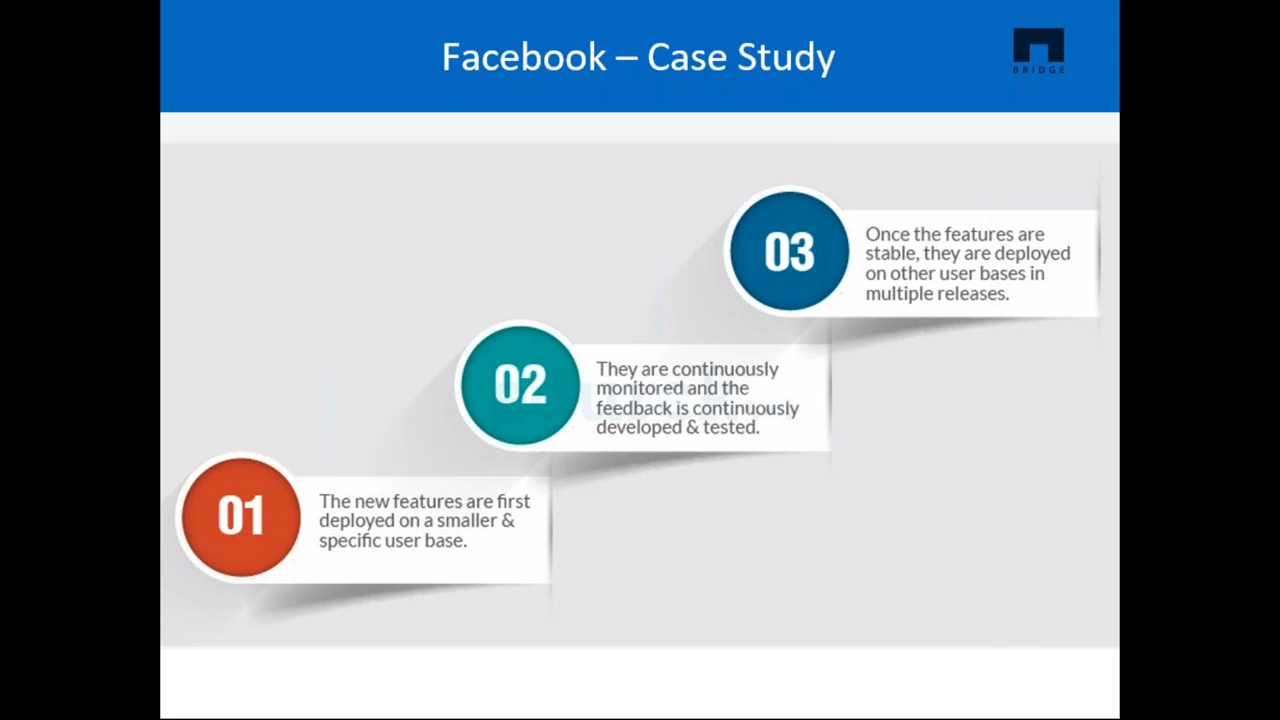 Facebook – Case Study
BRIDGE
03
Once the features are
stable, they are deployed
on other user bases in
multiple releases.
02
They are continuously
monitored and the
feedback is continuously
developed & tested.
01
The new features are first
deployed on a smaller &
specific user base.